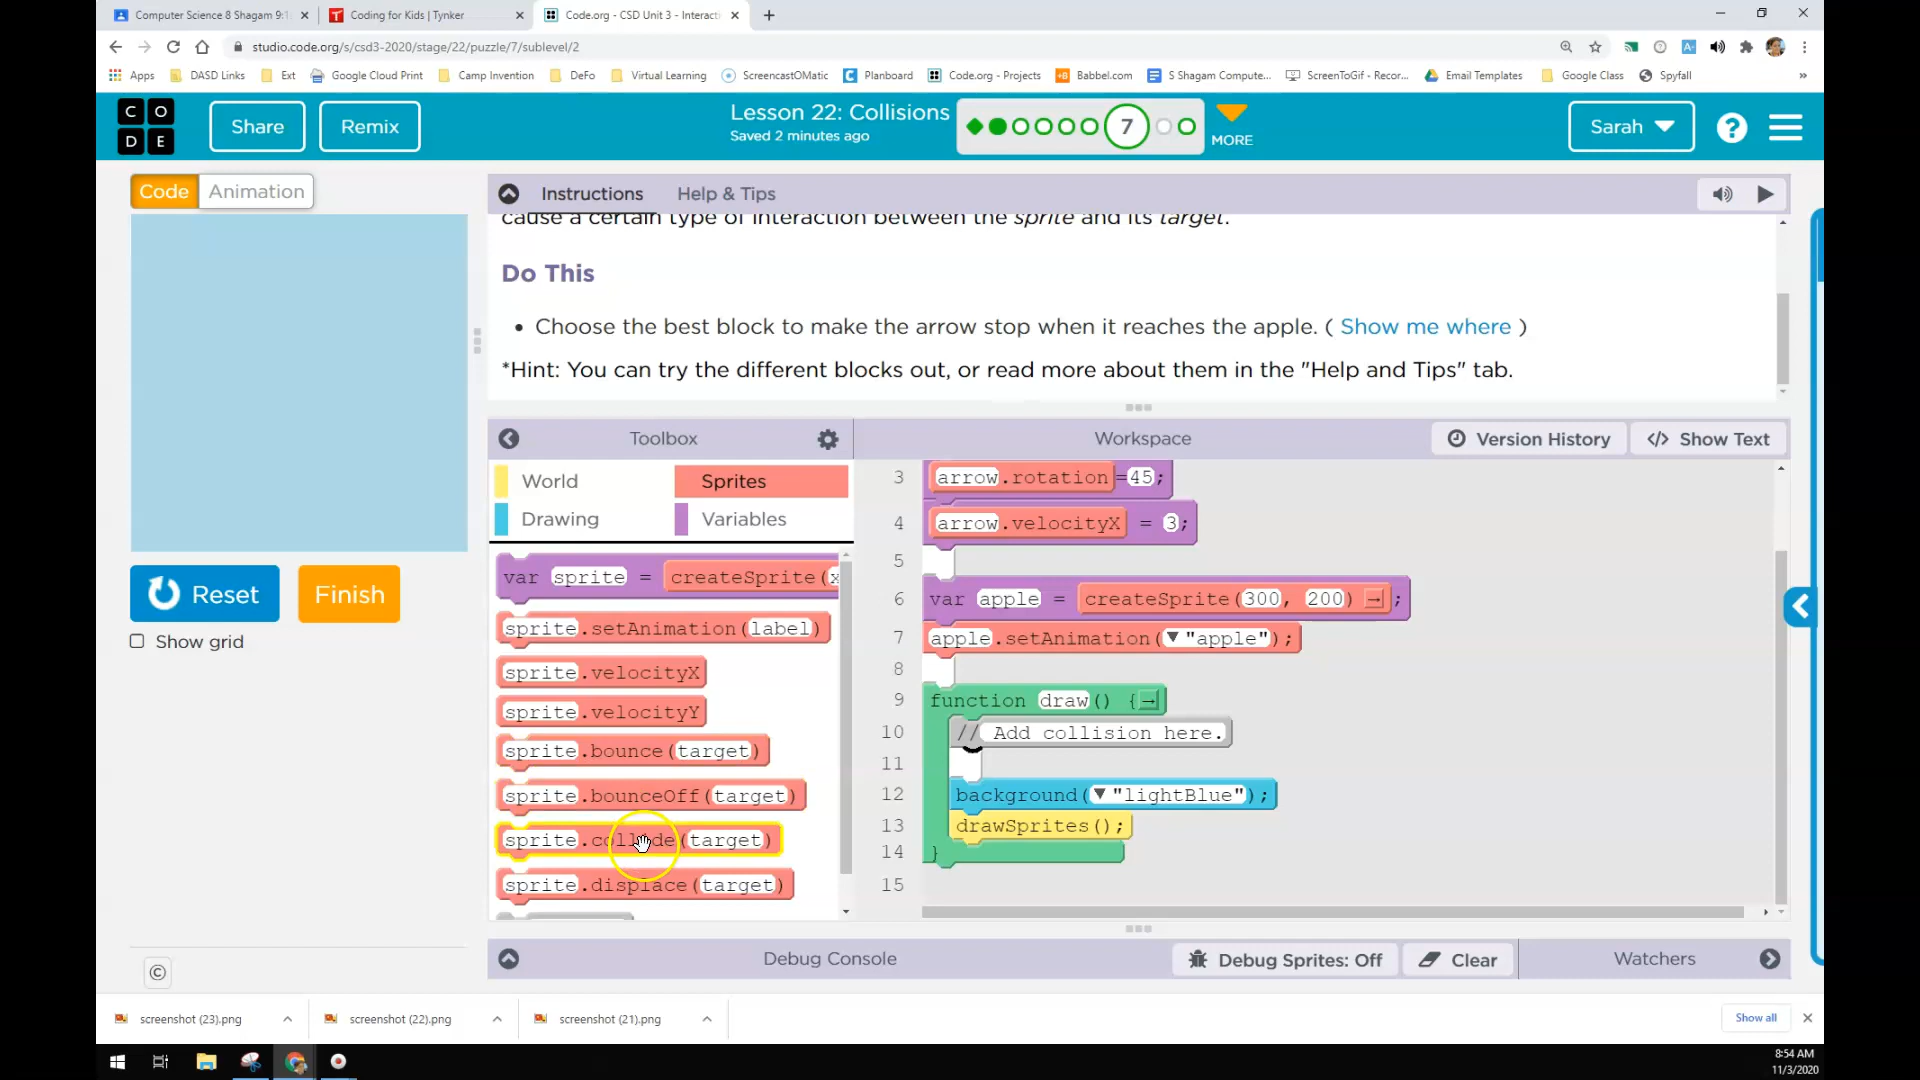 Computer Science 8 Shagam 9:1
Coding for Kids | Tynker
Code.org - CSD Unit 3 - Interacti
studio.code.org/s/csd3-2020/stage/22/puzzle/7/sublevel/2
Apps
DASD Links
Ext
Google Cloud Print
Camp Invention
DeFo
Virtual Learning
ScreencastOMatic
Planboard
Code.org - Projects
Babbel.com
S Shagam Compute...
ScreenToGif - Recor...
Email Templates
Google Class
Spyfall
C O
D E
Share
Remix
Lesson 22: Collisions
Saved 2 minutes ago
7
MORE
Sarah
Code
Animation
Instructions
Help & Tips
cause a certain type of interaction between the sprite and its target.
Do This
• Choose the best block to make the arrow stop when it reaches the apple. ( Show me where )
*Hint: You can try the different blocks out, or read more about them in the "Help and Tips" tab.
Reset
Finish
Show grid
Toolbox
Workspace
Version History
Show Text
World
Sprites
Drawing
Variables
var sprite = createSprite(x
sprite.setAnimation(label)
sprite.velocityX
sprite.velocityY
sprite.bounce(target)
sprite.bounceOff(target)
sprite.collide(target)
sprite.displace(target)
3 arrow.rotation=45;
4 arrow.velocityX = 3;
5
6 var apple = createSprite(300, 200) → ;
7 apple.setAnimation(▼"apple");
8
9 function draw() {→
10 // Add collision here.
11
12 background(▼"lightBlue");
13 drawSprites();
14 }
15
©
Debug Console
Debug Sprites: Off
Clear
Watchers
screenshot (23).png
screenshot (22).png
screenshot (21).png
Show all
8:54 AM
11/3/2020